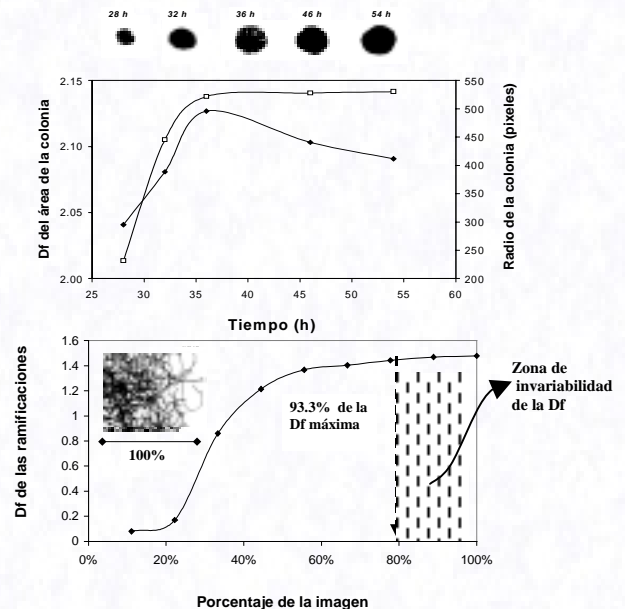 28 h 32 h 36 h 46 h 54 h
2.15
2.10
2.05
2.00
Df del área de la colonia
550
500
450
400
350
300
250
200
Radio de la colonia (pixeles)
25 30 35 40 45 50 55 60
Tiempo (h)
1.6
1.4
1.2
1
0.8
0.6
0.4
0.2
0
Df de las ramificaciones
100%
93.3% de la
Df máxima
Zona de
invariabilidad
de la Df
0% 20% 40% 60% 80% 100%
Porcentaje de la imagen